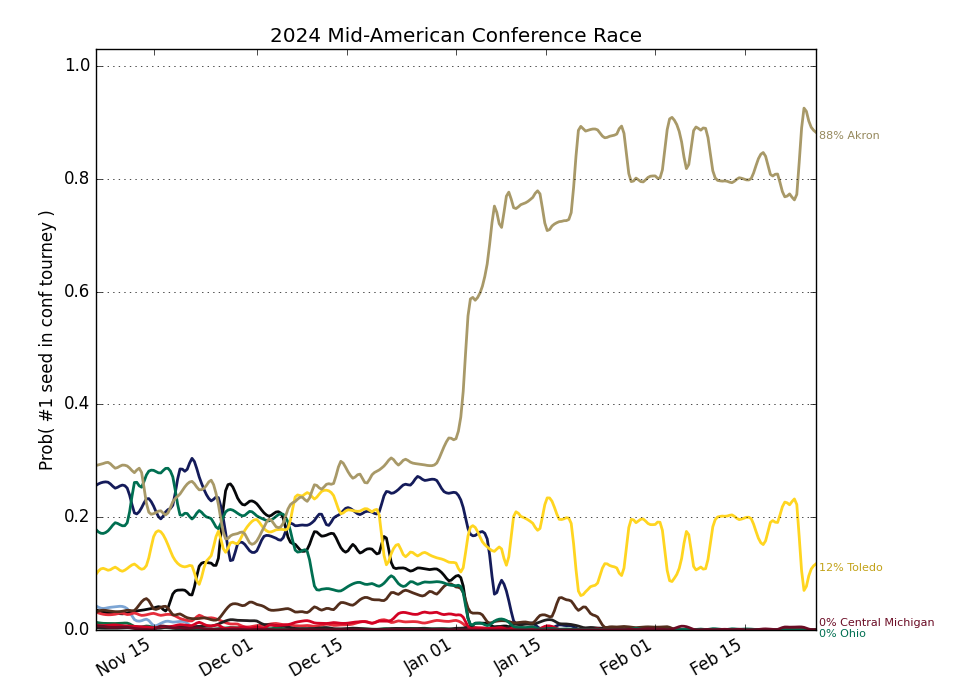 2024 Mid-American Conference Race
Prob( #1 seed in conf tourney )
1.0
0.8
0.6
0.4
0.2
0.0
88% Akron
12% Toledo
0% Central Michigan
0% Ohio
Nov 15
Dec 01
Dec 15
Jan 01
Jan 15
Feb 01
Feb 15